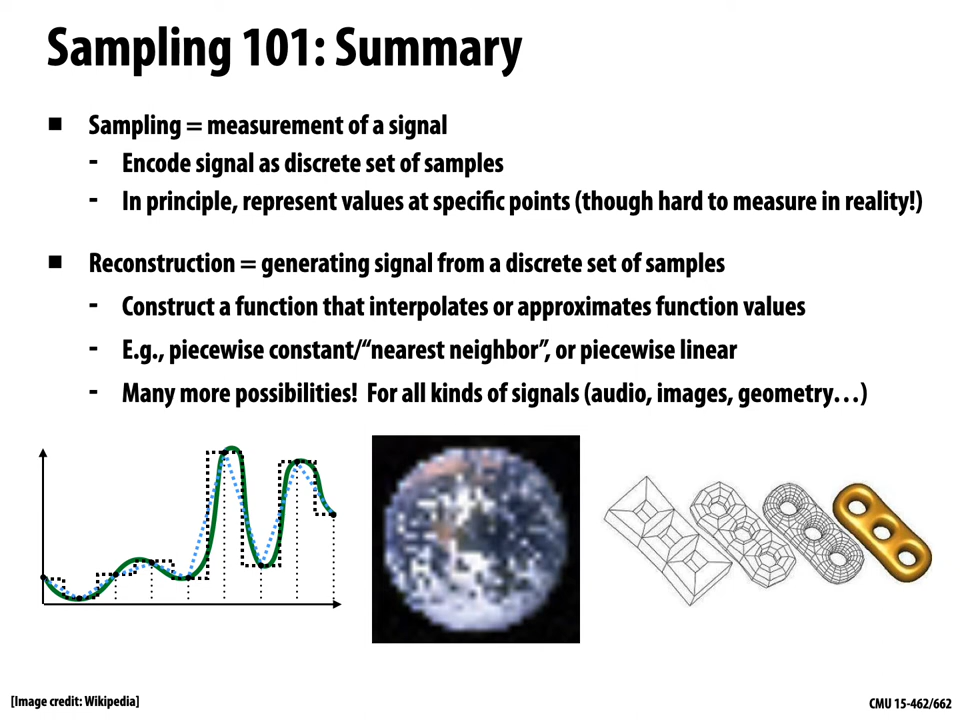 Sampling 101: Summary
■ Sampling = measurement of a signal
- Encode signal as discrete set of samples
- In principle, represent values at specific points (though hard to measure in reality!)
■ Reconstruction = generating signal from a discrete set of samples
- Construct a function that interpolates or approximates function values
- E.g., piecewise constant/“nearest neighbor”, or piecewise linear
- Many more possibilities!  For all kinds of signals (audio, images, geometry…)
[Image credit: Wikipedia]
CMU 15-462/662